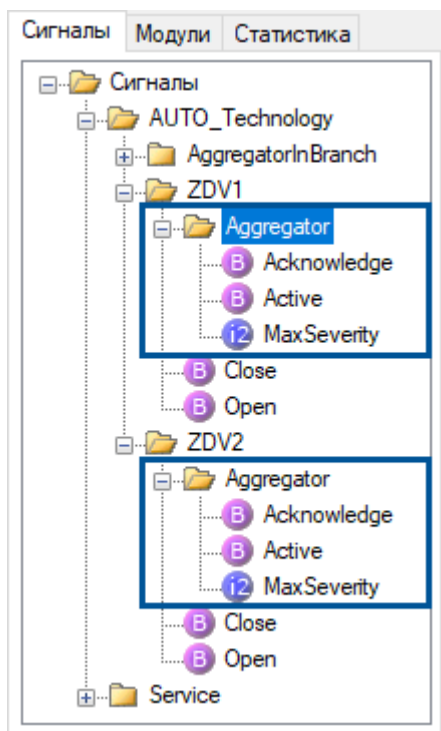 Сигналы Модули Статистика
Сигналы
AUTO_Technology
AggregatorInBranch
ZDV1
Aggregator
B Acknowledge
B Active
i2 MaxSeverity
B Close
B Open
ZDV2
Aggregator
B Acknowledge
B Active
i2 MaxSeverity
B Close
B Open
Service